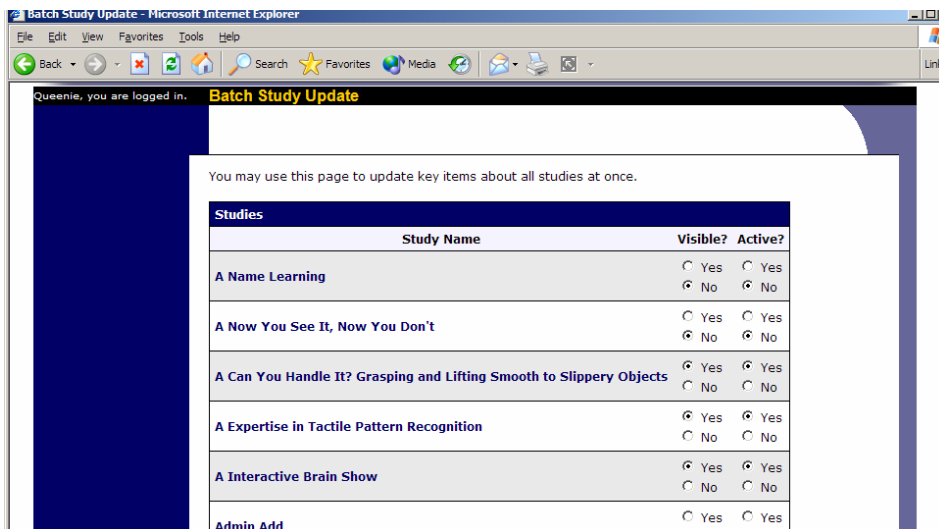 Batch Study Update - Microsoft Internet Explorer
File Edit View Favorites Tools Help
Back Search Favorites Media
Queenie, you are logged in. Batch Study Update
You may use this page to update key items about all studies at once.
Studies
Study Name Visible? Active?
Yes Yes
A Name Learning
No No
Yes Yes
A Now You See It, Now You Don't
No No
Yes Yes
A Can You Handle It? Grasping and Lifting Smooth to Slippery Objects
No No
Yes Yes
A Expertise in Tactile Pattern Recognition
No No
Yes Yes
A Interactive Brain Show
No No
Yes Yes
Admin Add